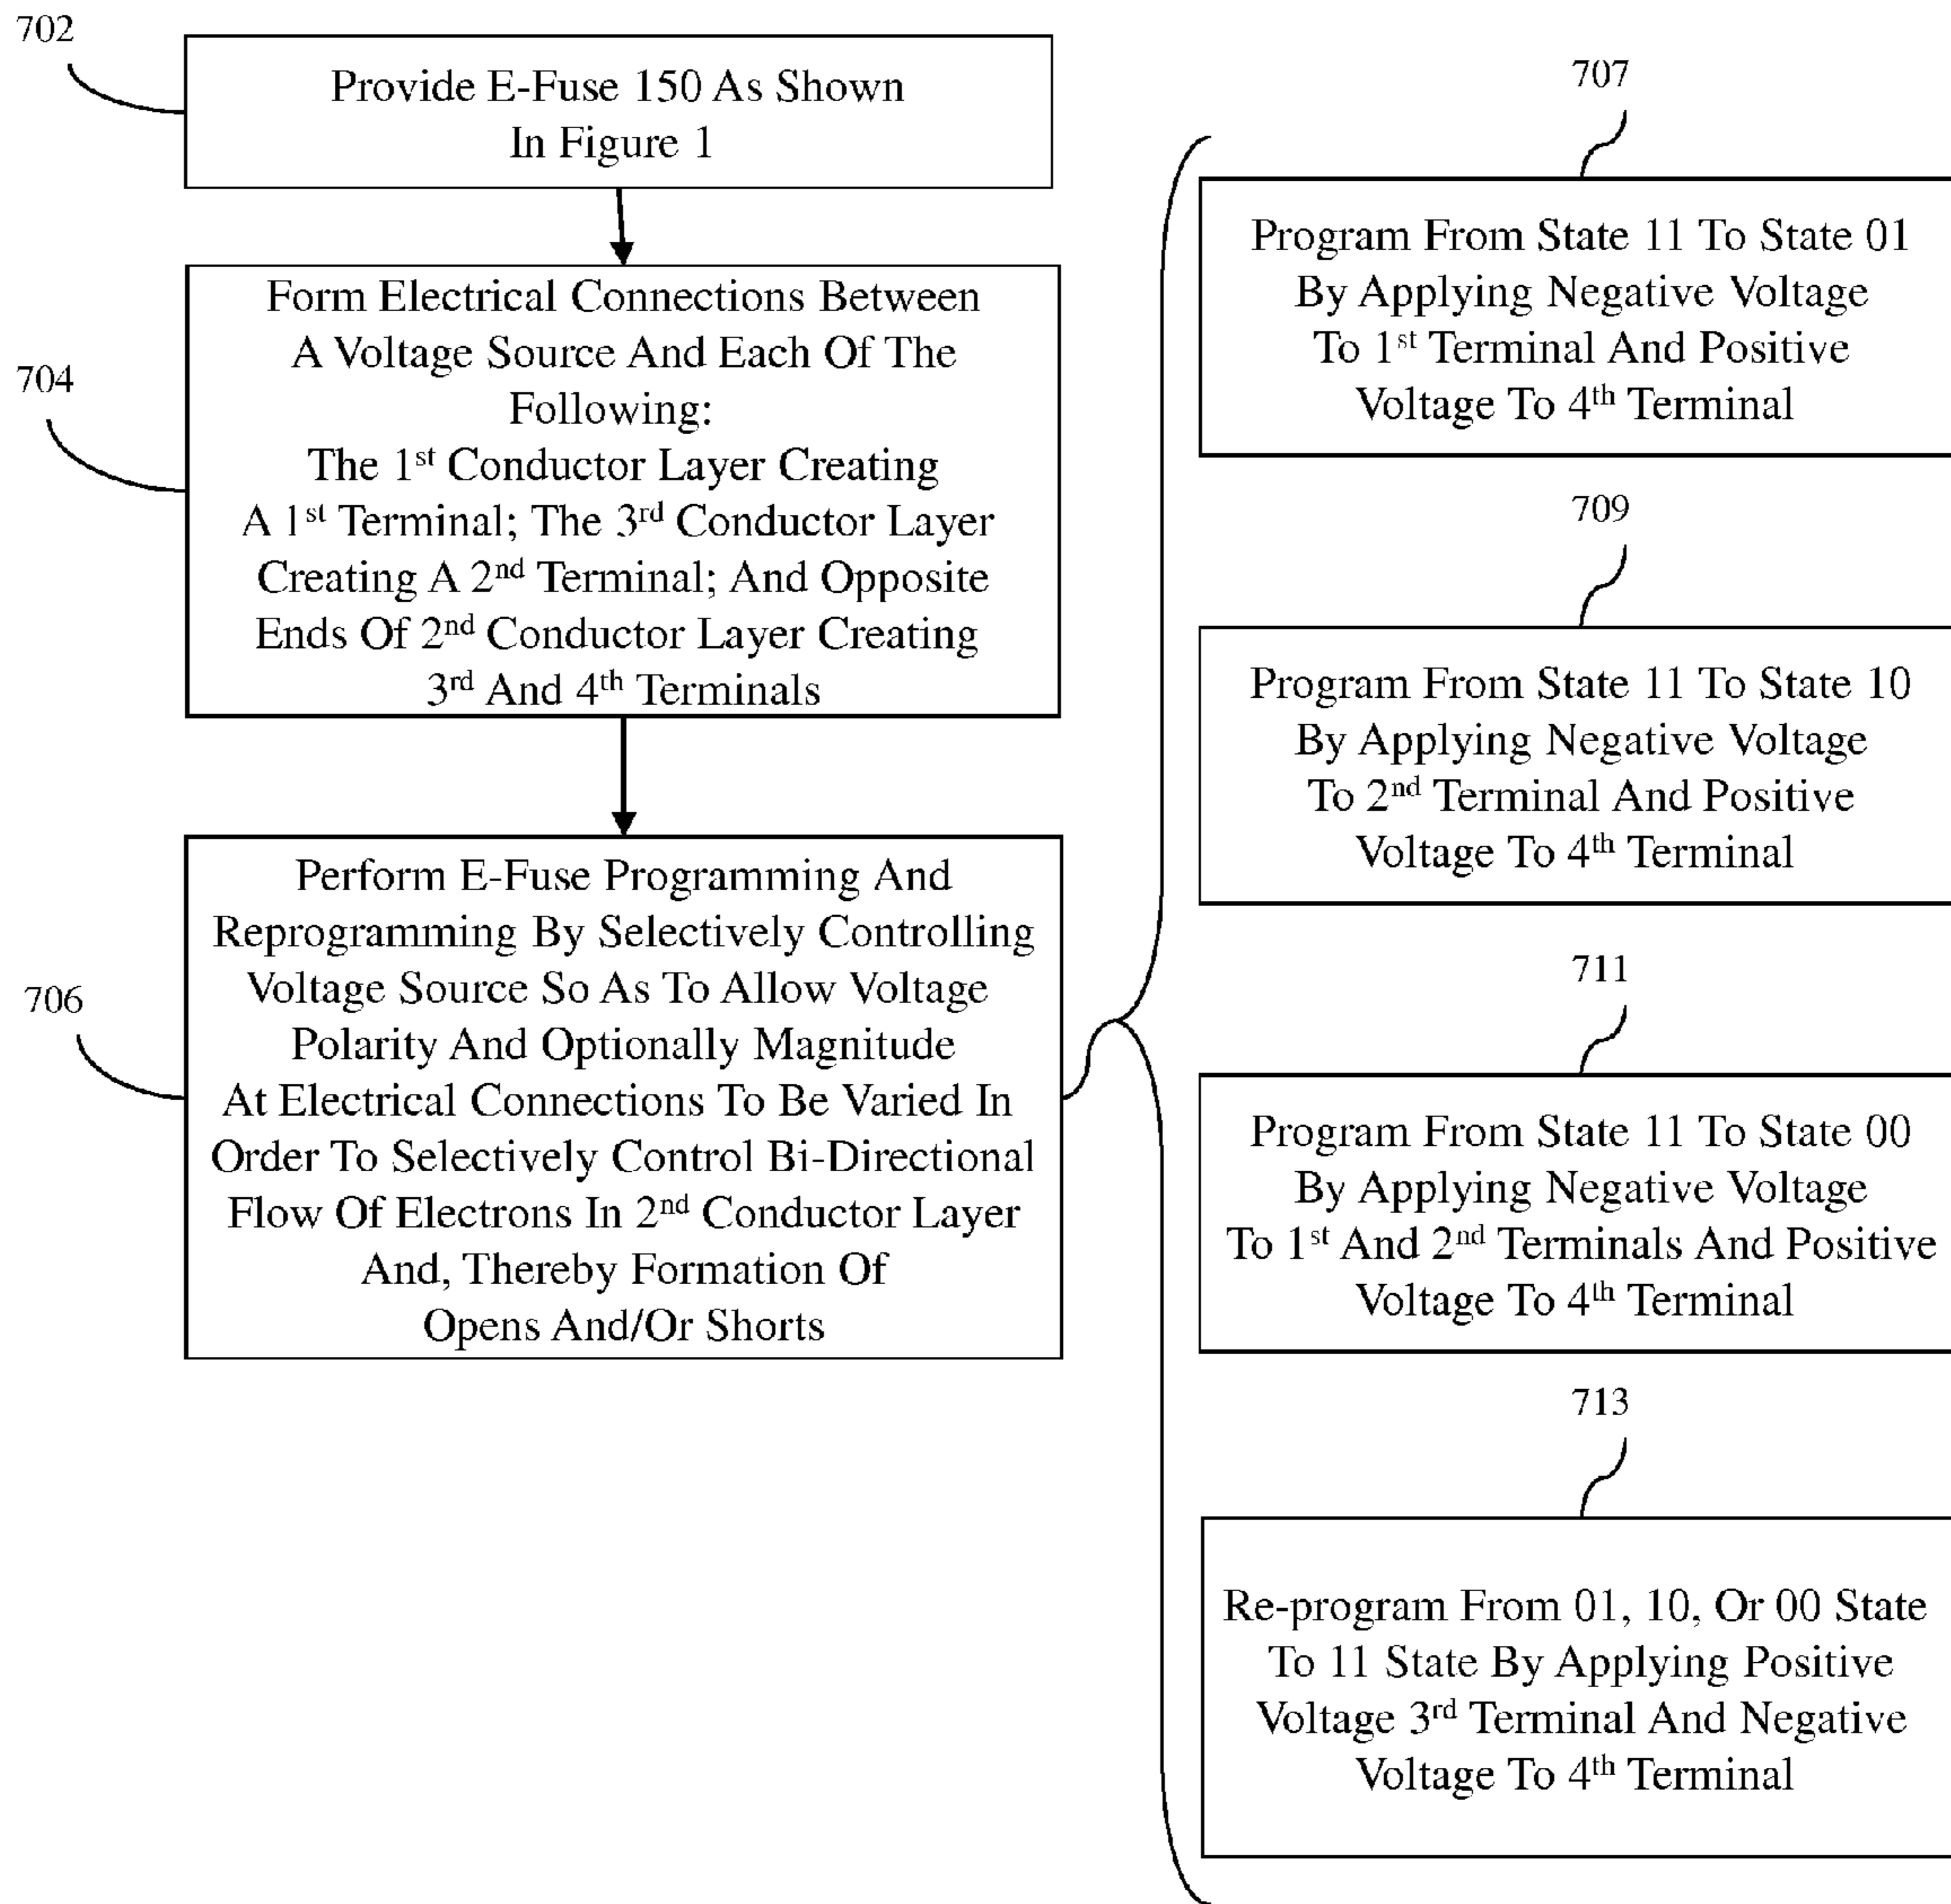 702
Provide E-Fuse 150 As Shown
In Figure 1
704
Form Electrical Connections Between
A Voltage Source And Each Of The
Following:
The 1st Conductor Layer Creating
A 1st Terminal; The 3rd Conductor Layer
Creating A 2nd Terminal; And Opposite
Ends Of 2nd Conductor Layer Creating
3rd And 4th Terminals
706
Perform E-Fuse Programming And
Reprogramming By Selectively Controlling
Voltage Source So As To Allow Voltage
Polarity And Optionally Magnitude
At Electrical Connections To Be Varied In
Order To Selectively Control Bi-Directional
Flow Of Electrons In 2nd Conductor Layer
And, Thereby Formation Of
Opens And/Or Shorts
707
Program From State 11 To State 01
By Applying Negative Voltage
To 1st Terminal And Positive
Voltage To 4th Terminal
709
Program From State 11 To State 10
By Applying Negative Voltage
To 2nd Terminal And Positive
Voltage To 4th Terminal
711
Program From State 11 To State 00
By Applying Negative Voltage
To 1st And 2nd Terminals And Positive
Voltage To 4th Terminal
713
Re-program From 01, 10, Or 00 State
To 11 State By Applying Positive
Voltage 3rd Terminal And Negative
Voltage To 4th Terminal